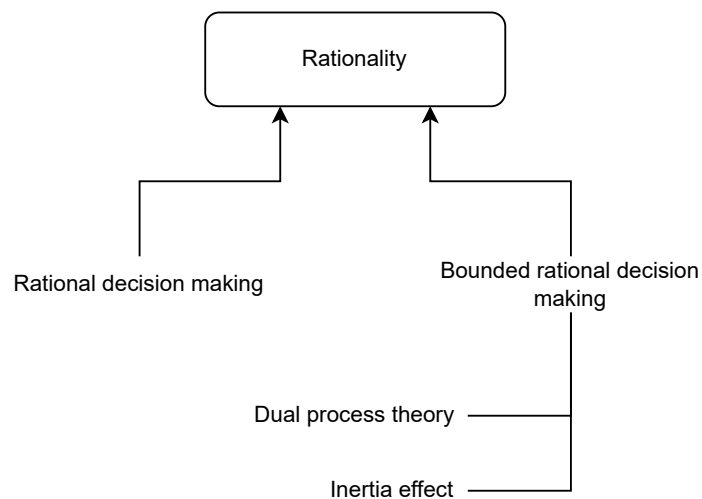 Rationality
Rational decision making
Bounded rational decision
making
Dual process theory
Inertia effect